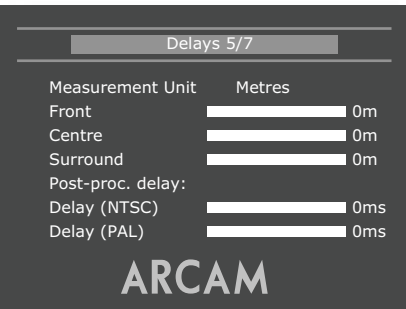 Delays 5/7
Measurement Unit Metres
Front 0m
Centre 0m
Surround 0m
Post-proc. delay:
Delay (NTSC) 0ms
Delay (PAL) 0ms
ARCAM